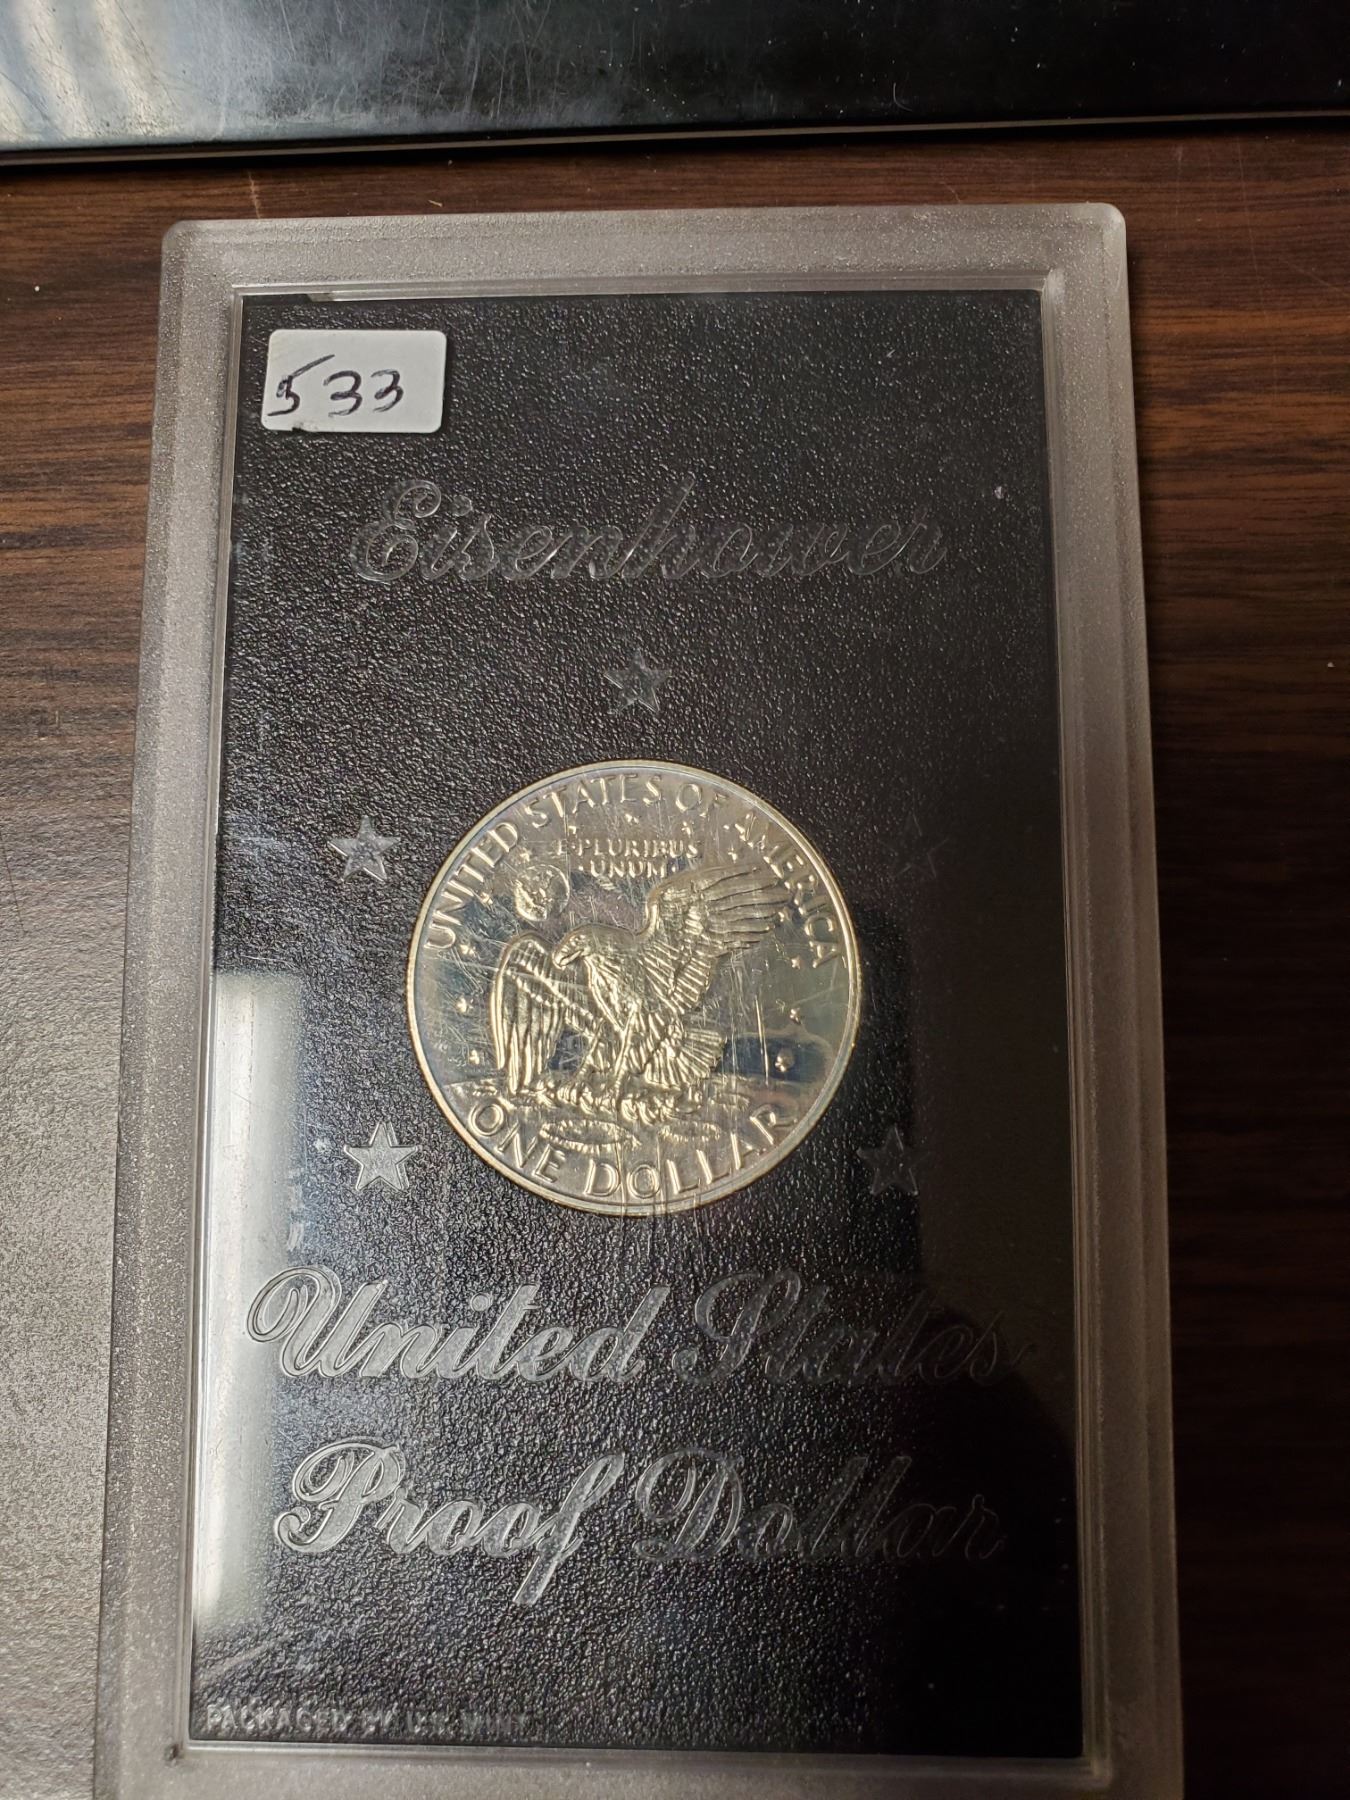 533
Eisenhower
UNITED STATES OF AMERICA
E·PLURIBUS
UNUM
ONE DOLLAR
United States
Proof Dollar
PACKAGED BY U.S. MINT